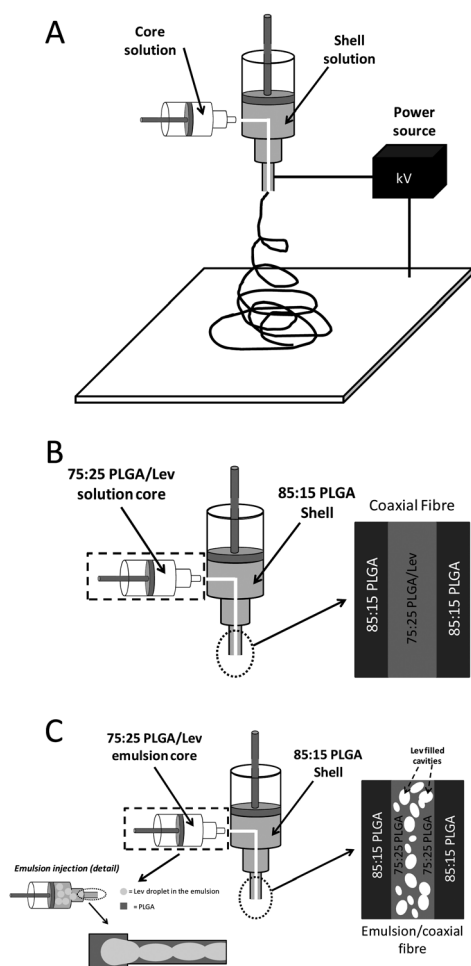 A
Core
solution
Shell
solution
Power
source
kV
B
75:25 PLGA/Lev
solution core
85:15 PLGA
Shell
Coaxial Fibre
85:15 PLGA
75:25 PLGA/Lev
85:15 PLGA
C
75:25 PLGA/Lev
emulsion core
85:15 PLGA
Shell
Lev filled
cavities
85:15 PLGA
75:25 PLGA
75:25 PLGA
85:15 PLGA
Emulsion/coaxial
fibre
Emulsion injection (detail)
= Lev droplet in the emulsion
= PLGA